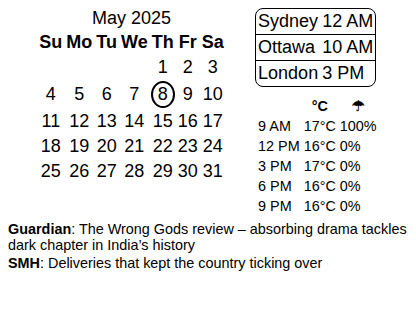 May 2025
Su Mo Tu We Th Fr Sa
1 2 3
4 5 6 7 8 9 10
11 12 13 14 15 16 17
18 19 20 21 22 23 24
25 26 27 28 29 30 31
Sydney 12 AM
Ottawa 10 AM
London 3 PM
°C ☂
9 AM 17°C 100%
12 PM 16°C 0%
3 PM 17°C 0%
6 PM 16°C 0%
9 PM 16°C 0%
Guardian: The Wrong Gods review – absorbing drama tackles
dark chapter in India’s history
SMH: Deliveries that kept the country ticking over